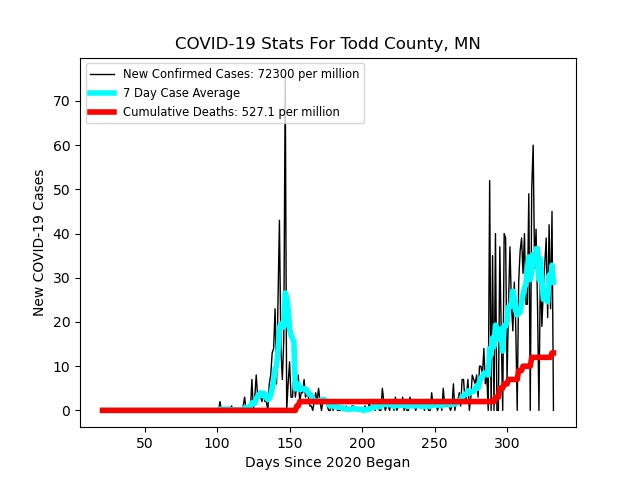 COVID-19 Stats For Todd County, MN
New Confirmed Cases: 72300 per million
7 Day Case Average
Cumulative Deaths: 527.1 per million
New COVID-19 Cases
70
60
50
40
30
20
10
0
50 100 150 200 250 300
Days Since 2020 Began